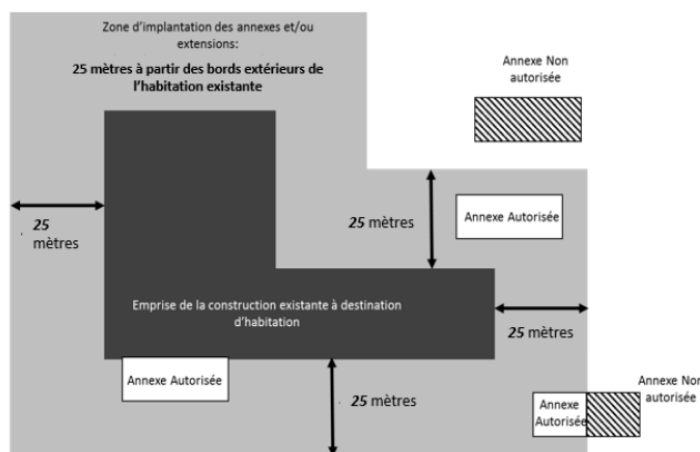 Zone d’implantation des annexes et/ou
extensions:
25 mètres à partir des bords extérieurs de
l’habitation existante
Annexe Non
autorisée
25
mètres
25
mètres
Annexe Autorisée
Emprise de la construction existante à destination
d’habitation
25 mètres
Annexe Autorisée
25
mètres
Annexe
Autorisée
Annexe Non
autorisée